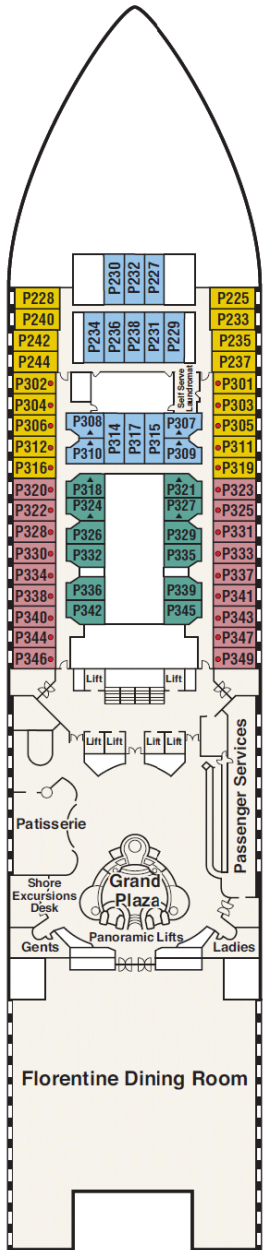 P230
P232
P227
P228
P225
P240
P233
P234
P236
P238
P231
P229
P242
P235
P244
P237
Self Serve
Laundromat
P302
P301
P304
P303
P306
P308
P314
P317
P315
P307
P305
P312
P310
P309
P311
P316
P319
P320
P318
P321
P323
P322
P324
P327
P325
P328
P326
P329
P331
P330
P332
P335
P333
P334
P337
P338
P336
P339
P341
P340
P342
P345
P343
P344
P347
P346
P349
Lift
Lift
Lift
Lift
Lift
Lift
Passenger Services
Patisserie
Shore
Excursions
Desk
Grand
Plaza
Panoramic Lifts
Gents
Ladies
Florentine Dining Room